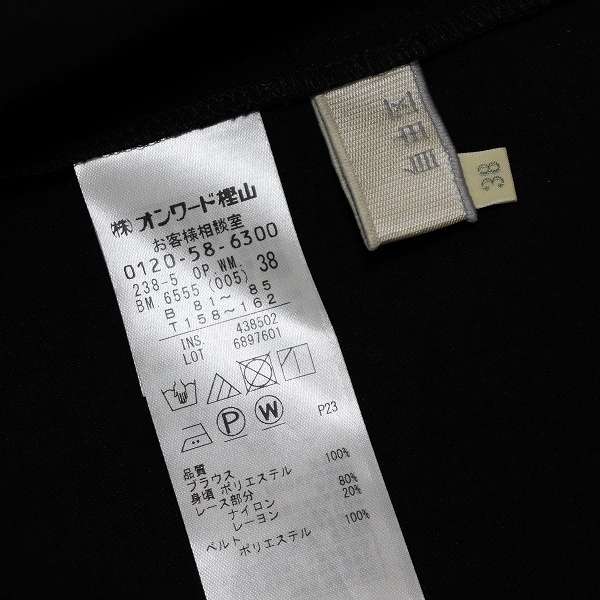 (株)オンワード樫山
お客様相談室
0120-58-6300
238-5 OP.WM. 38
BM.6555 (005)
B 81〜 85
T 158〜162
INS. 438502
LOT 6897601
P W P23
品質
ブラウス
身頃 ポリエステル 100%
レース部分
ナイロン 80%
レーヨン 20%
ベルト
ポリエステル 100%
38